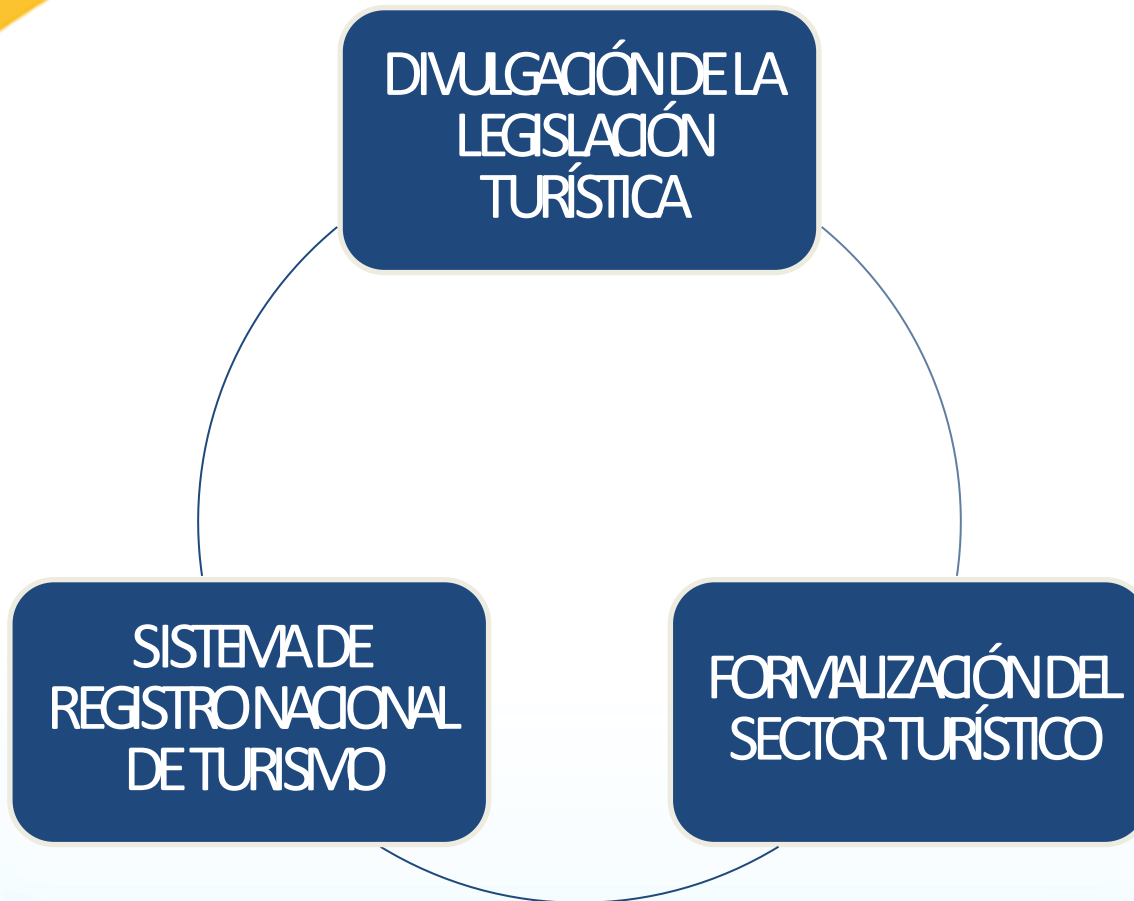 DIVULGACIÓN DE LA
LEGISLACIÓN
TURÍSTICA
SISTEMA DE
REGISTRO NACIONAL
DE TURISMO
FORMALIZACIÓN DEL
SECTOR TURÍSTICO